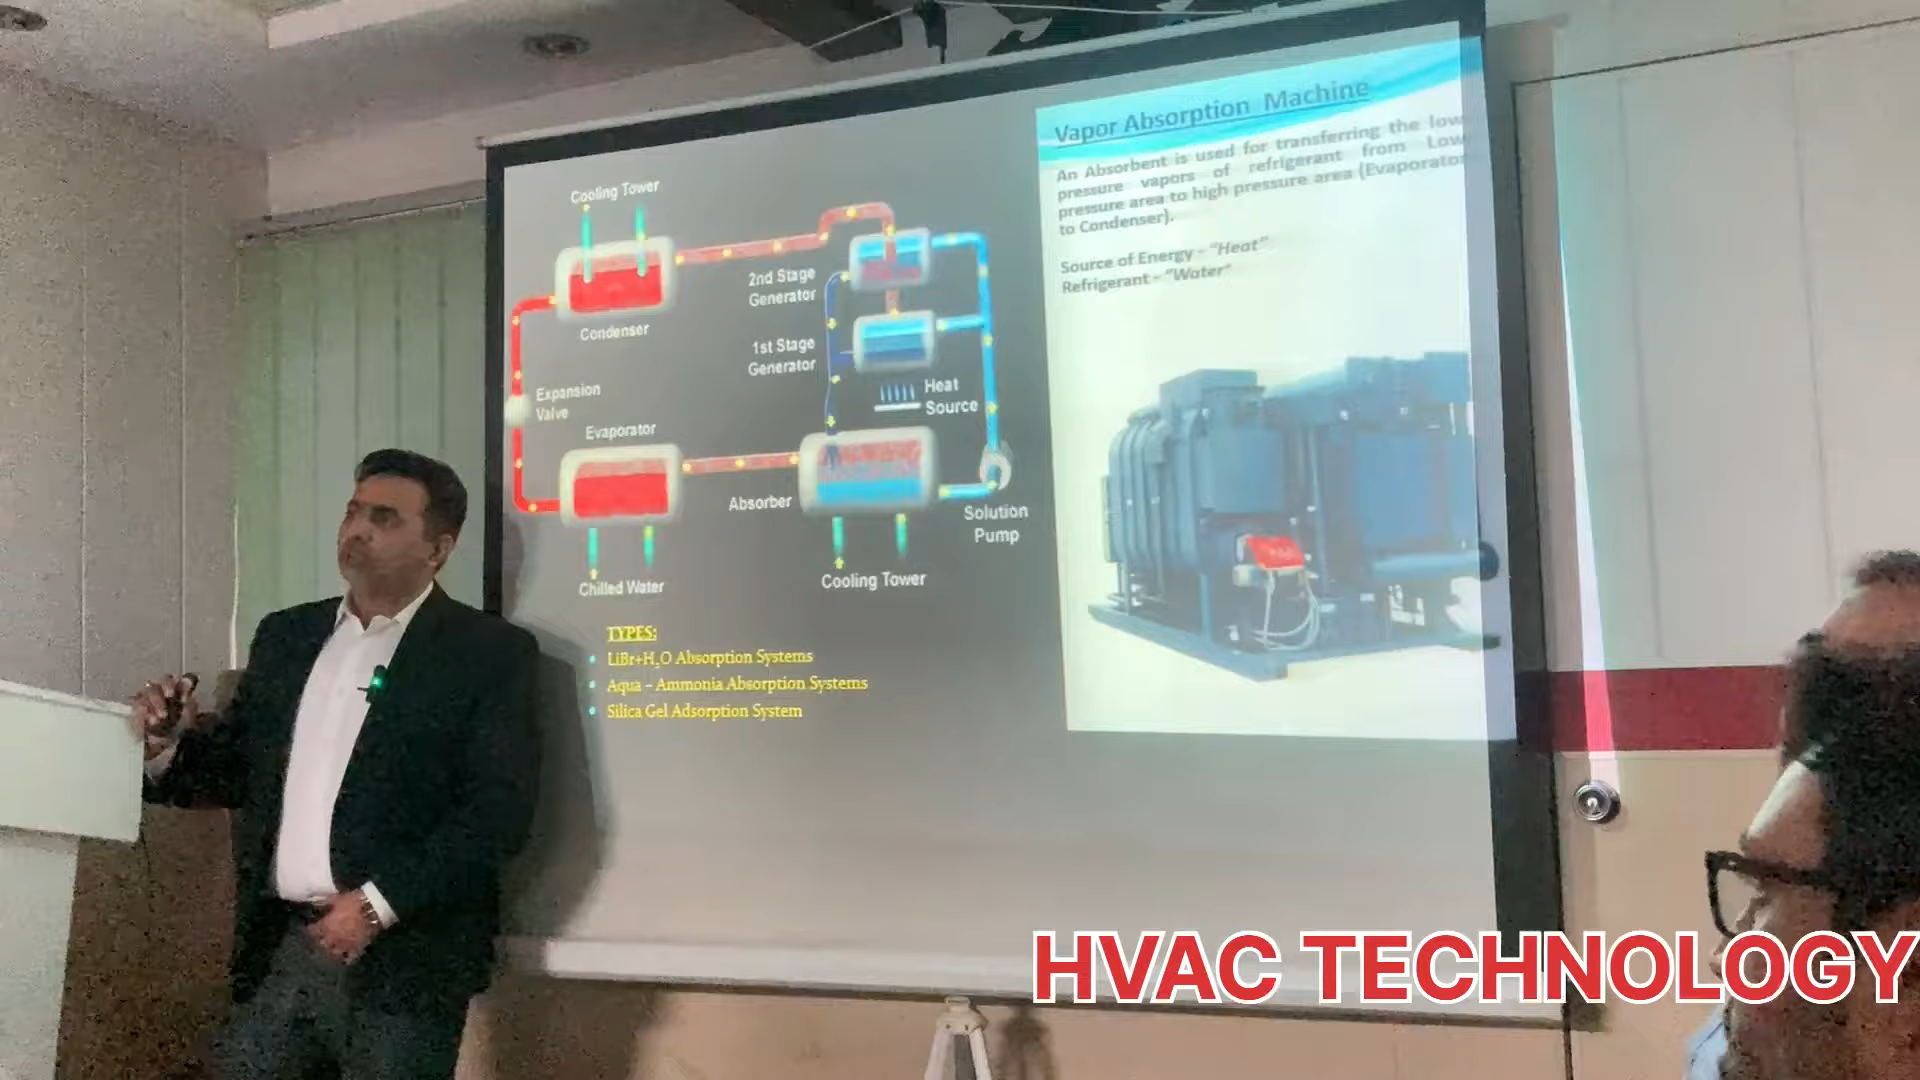 Cooling Tower
2nd Stage
Generator
Condenser
1st Stage
Generator
Expansion
Valve
Heat
Source
Evaporator
Absorber
Solution
Pump
Chilled Water
Cooling Tower
TYPES:
LiBr+H2O Absorption Systems
Aqua – Ammonia Absorption Systems
Silica Gel Adsorption System
Vapor Absorption Machine
An Absorbent is used for transferring the low
pressure vapors of refrigerant from Low
pressure area to high pressure area (Evaporator
to Condenser).
Source of Energy - "Heat"
Refrigerant - "Water"
HVAC TECHNOLOGY